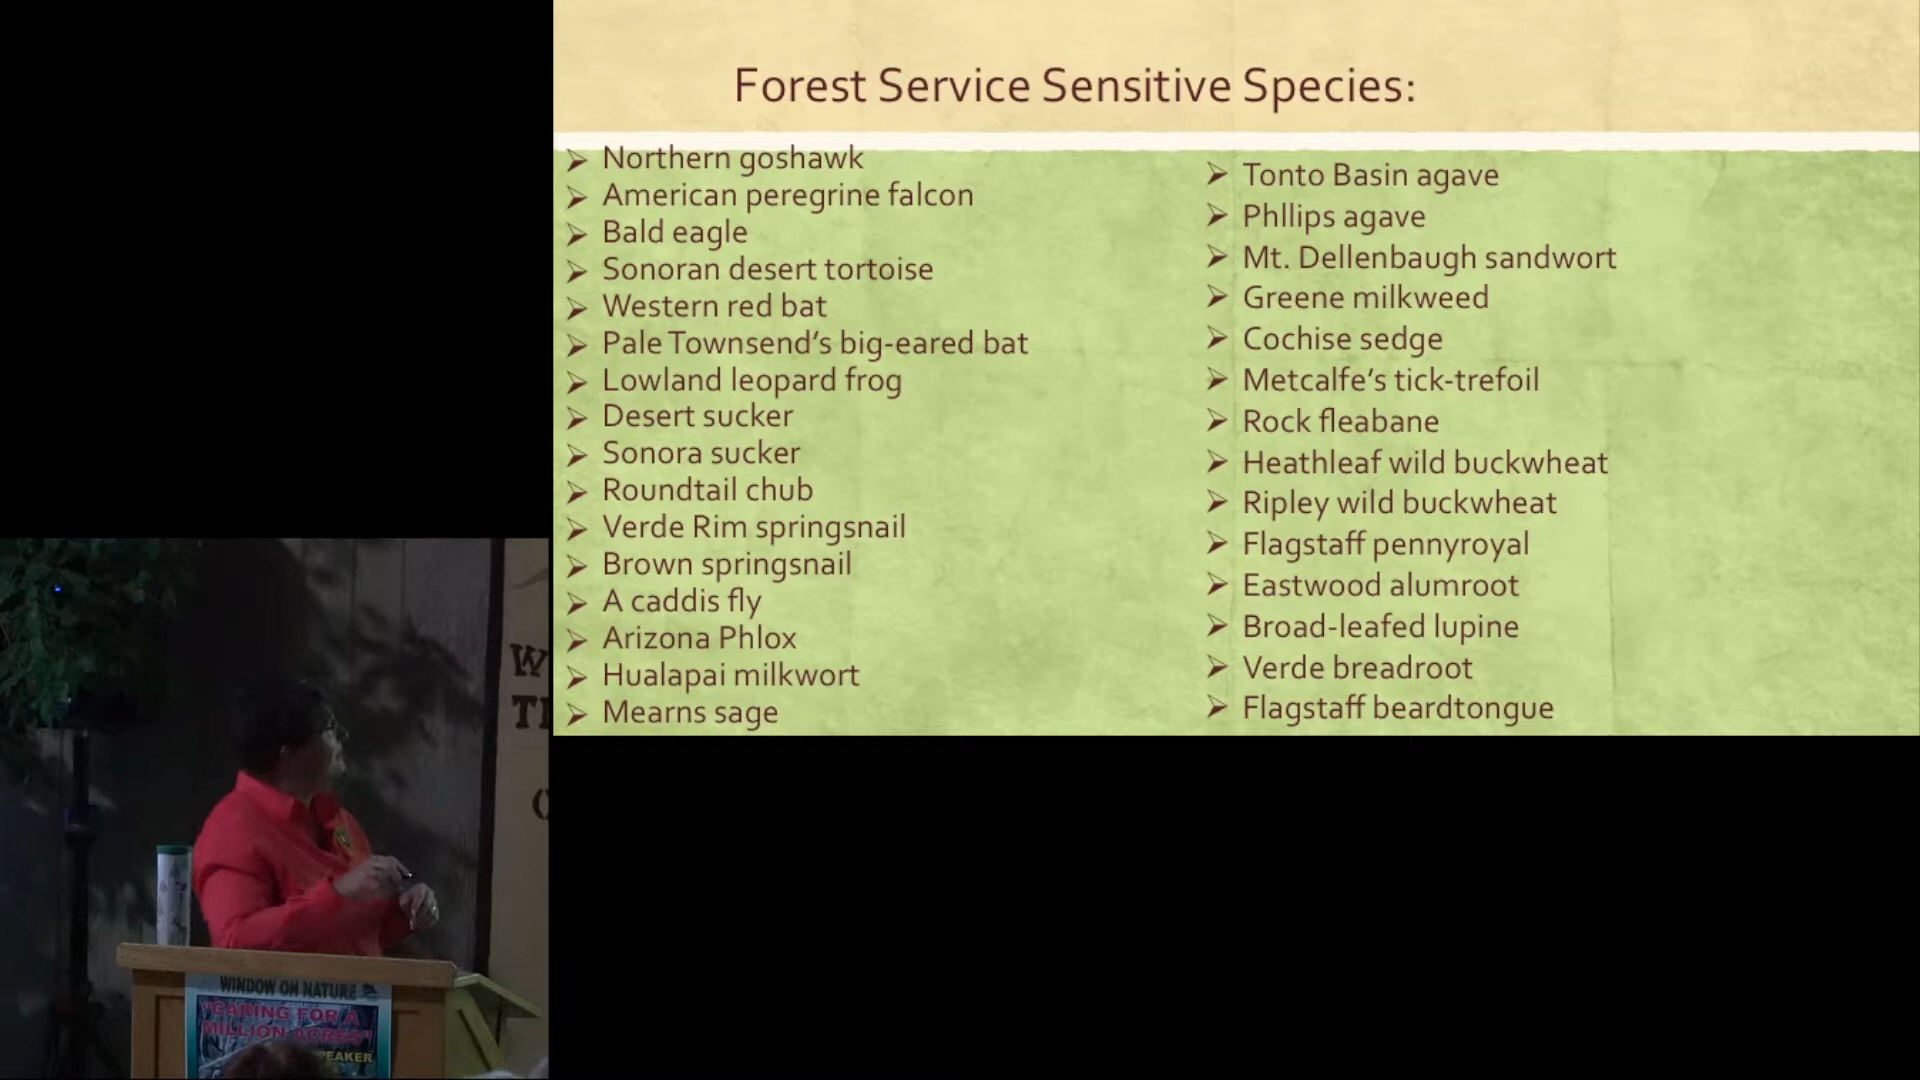 Forest Service Sensitive Species:
Northern goshawk
American peregrine falcon
Bald eagle
Sonoran desert tortoise
Western red bat
Pale Townsend's big-eared bat
Lowland leopard frog
Desert sucker
Sonora sucker
Roundtail chub
Verde Rim springsnail
Brown springsnail
A caddis fly
Arizona Phlox
Hualapai milkwort
Mearns sage
Tonto Basin agave
Phllips agave
Mt. Dellenbaugh sandwort
Greene milkweed
Cochise sedge
Metcalfe's tick-trefoil
Rock fleabane
Heathleaf wild buckwheat
Ripley wild buckwheat
Flagstaff pennyroyal
Eastwood alumroot
Broad-leafed lupine
Verde breadroot
Flagstaff beardtongue
WINDOW ON NATURE
"CARING FOR A
MILLION ACRES"